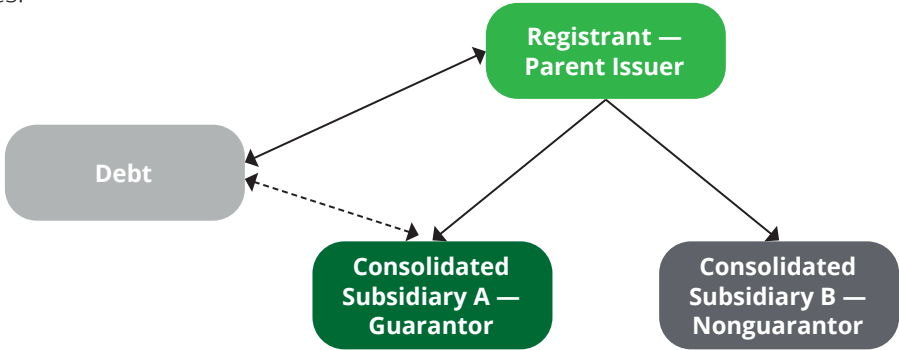 Registrant —
Parent Issuer
Debt
Consolidated
Subsidiary A —
Guarantor
Consolidated
Subsidiary B —
Nonguarantor